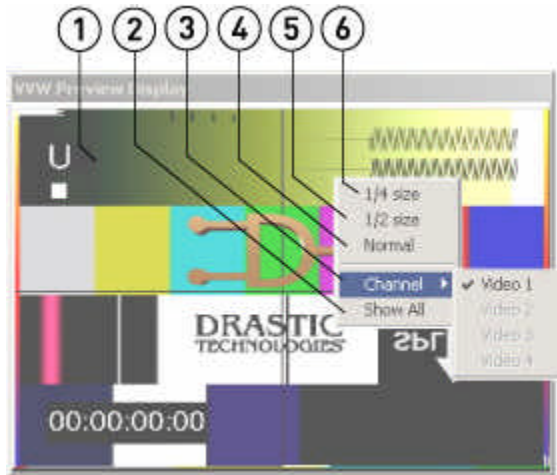 1 2 3 4 5 6
VVW Preview Display
U
1/4 size
1/2 size
Normal
Channel
Video 1
Show All
Video 2
Video 3
Video 4
DRASTIC
TECHNOLOGIES
SPL
00:00:00:00